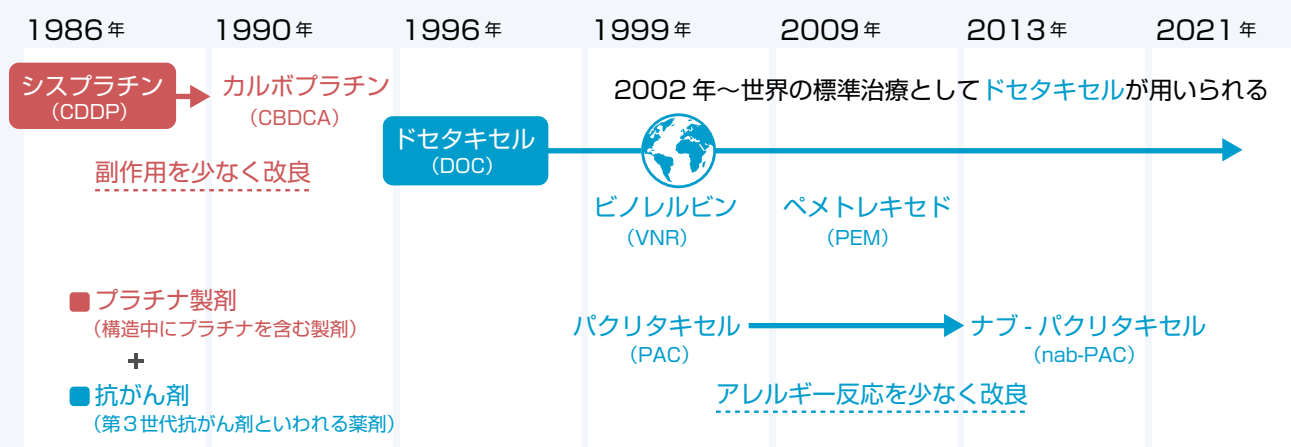 1986年 1990年 1996年 1999年 2009年 2013年 2021年
シスプラチン
(CDDP)
カルボプラチン
(CBDCA)
副作用を少なく改良
2002年〜世界の標準治療としてドセタキセルが用いられる
ドセタキセル
(DOC)
ビノレルビン
(VNR)
ペメトレキセド
(PEM)
プラチナ製剤
(構造中にプラチナを含む製剤)
+
抗がん剤
(第3世代抗がん剤といわれる薬剤)
パクリタキセル
(PAC)
ナブ-パクリタキセル
(nab-PAC)
アレルギー反応を少なく改良